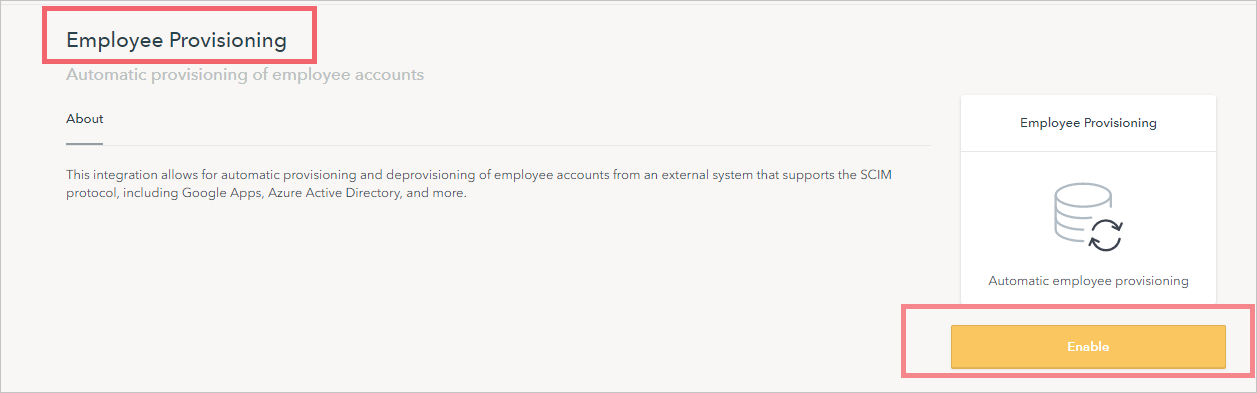 Employee Provisioning
Automatic provisioning of employee accounts
About
This integration allows for automatic provisioning and deprovisioning of employee accounts from an external system that supports the SCIM
protocol, including Google Apps, Azure Active Directory, and more.
Employee Provisioning
Automatic employee provisioning
Enable